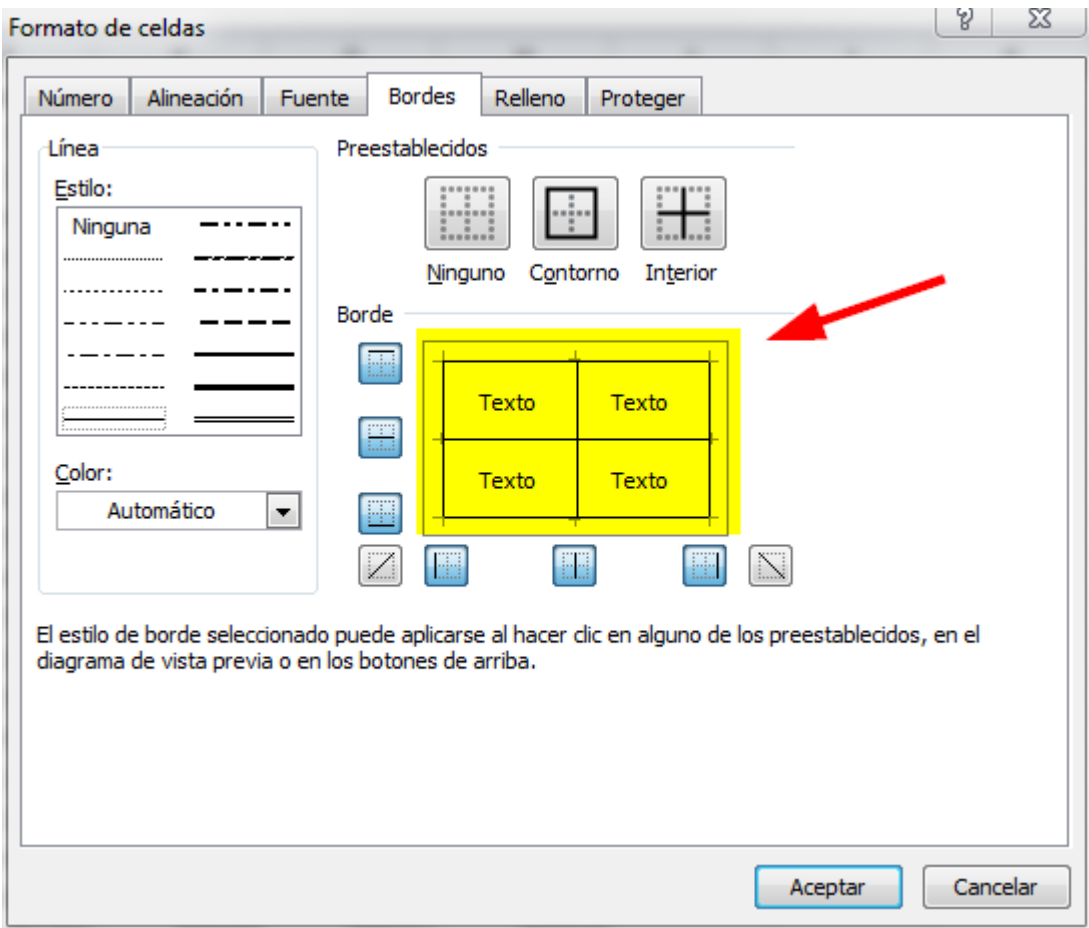 Formato de celdas
Número Alineación Fuente Bordes Relleno Proteger
Línea
Estilo:
Ninguna
Color:
Automático
Preestablecidos
Ninguno Contorno Interior
Borde
Texto Texto
Texto Texto
El estilo de borde seleccionado puede aplicarse al hacer clic en alguno de los preestablecidos, en el
diagrama de vista previa o en los botones de arriba.
Aceptar Cancelar